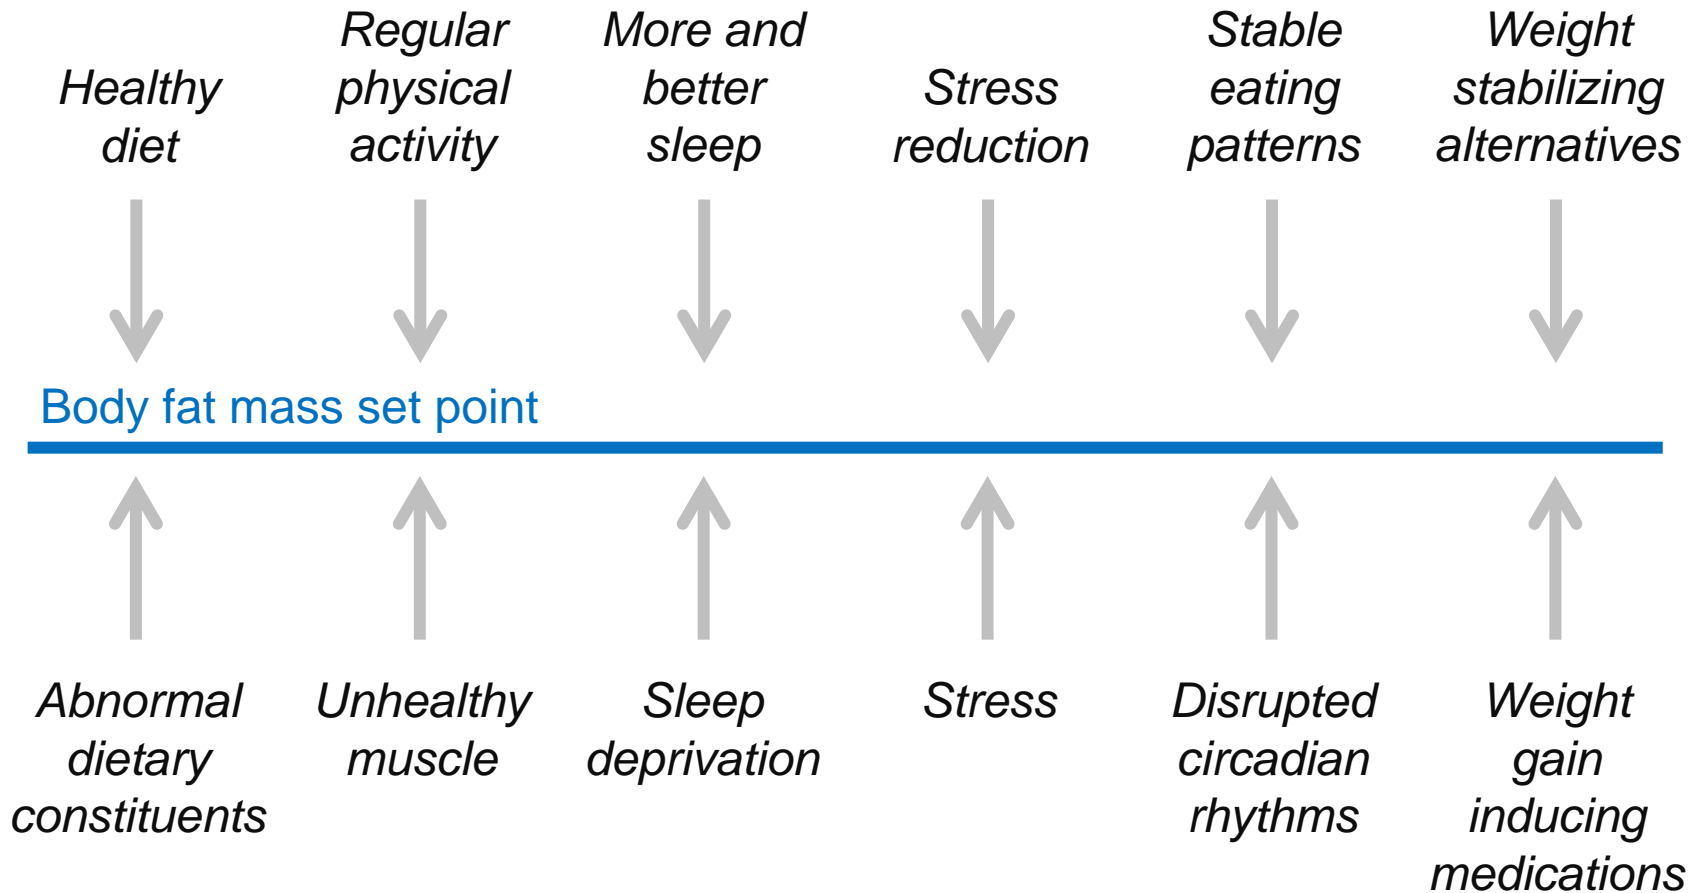 Healthy
diet
Regular
physical
activity
More and
better
sleep
Stress
reduction
Stable
eating
patterns
Weight
stabilizing
alternatives
Body fat mass set point
Abnormal
dietary
constituents
Unhealthy
muscle
Sleep
deprivation
Stress
Disrupted
circadian
rhythms
Weight
gain
inducing
medications